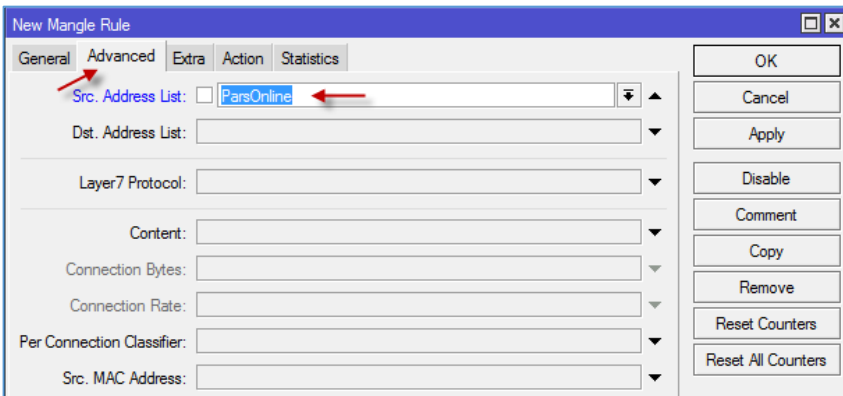 New Mangle Rule
General Advanced Extra Action Statistics
Src. Address List: ParsOnline
Dst. Address List:
Layer7 Protocol:
Content:
Connection Bytes:
Connection Rate:
Per Connection Classifier:
Src. MAC Address:
OK
Cancel
Apply
Disable
Comment
Copy
Remove
Reset Counters
Reset All Counters